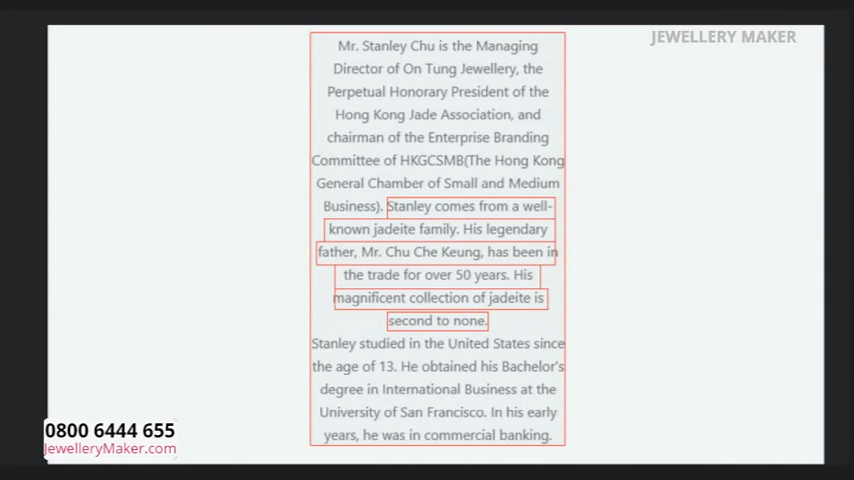 JEWELLERY MAKER
Mr. Stanley Chu is the Managing
Director of On Tung Jewellery, the
Perpetual Honorary President of the
Hong Kong Jade Association, and
chairman of the Enterprise Branding
Committee of HKGCSMB(The Hong Kong
General Chamber of Small and Medium
Business). Stanley comes from a well-
known jadeite family. His legendary
father, Mr. Chu Che Keung, has been in
the trade for over 50 years. His
magnificent collection of jadeite is
second to none.
Stanley studied in the United States since
the age of 13. He obtained his Bachelor's
degree in International Business at the
University of San Francisco. In his early
years, he was in commercial banking.
0800 6444 655
JewelleryMaker.com